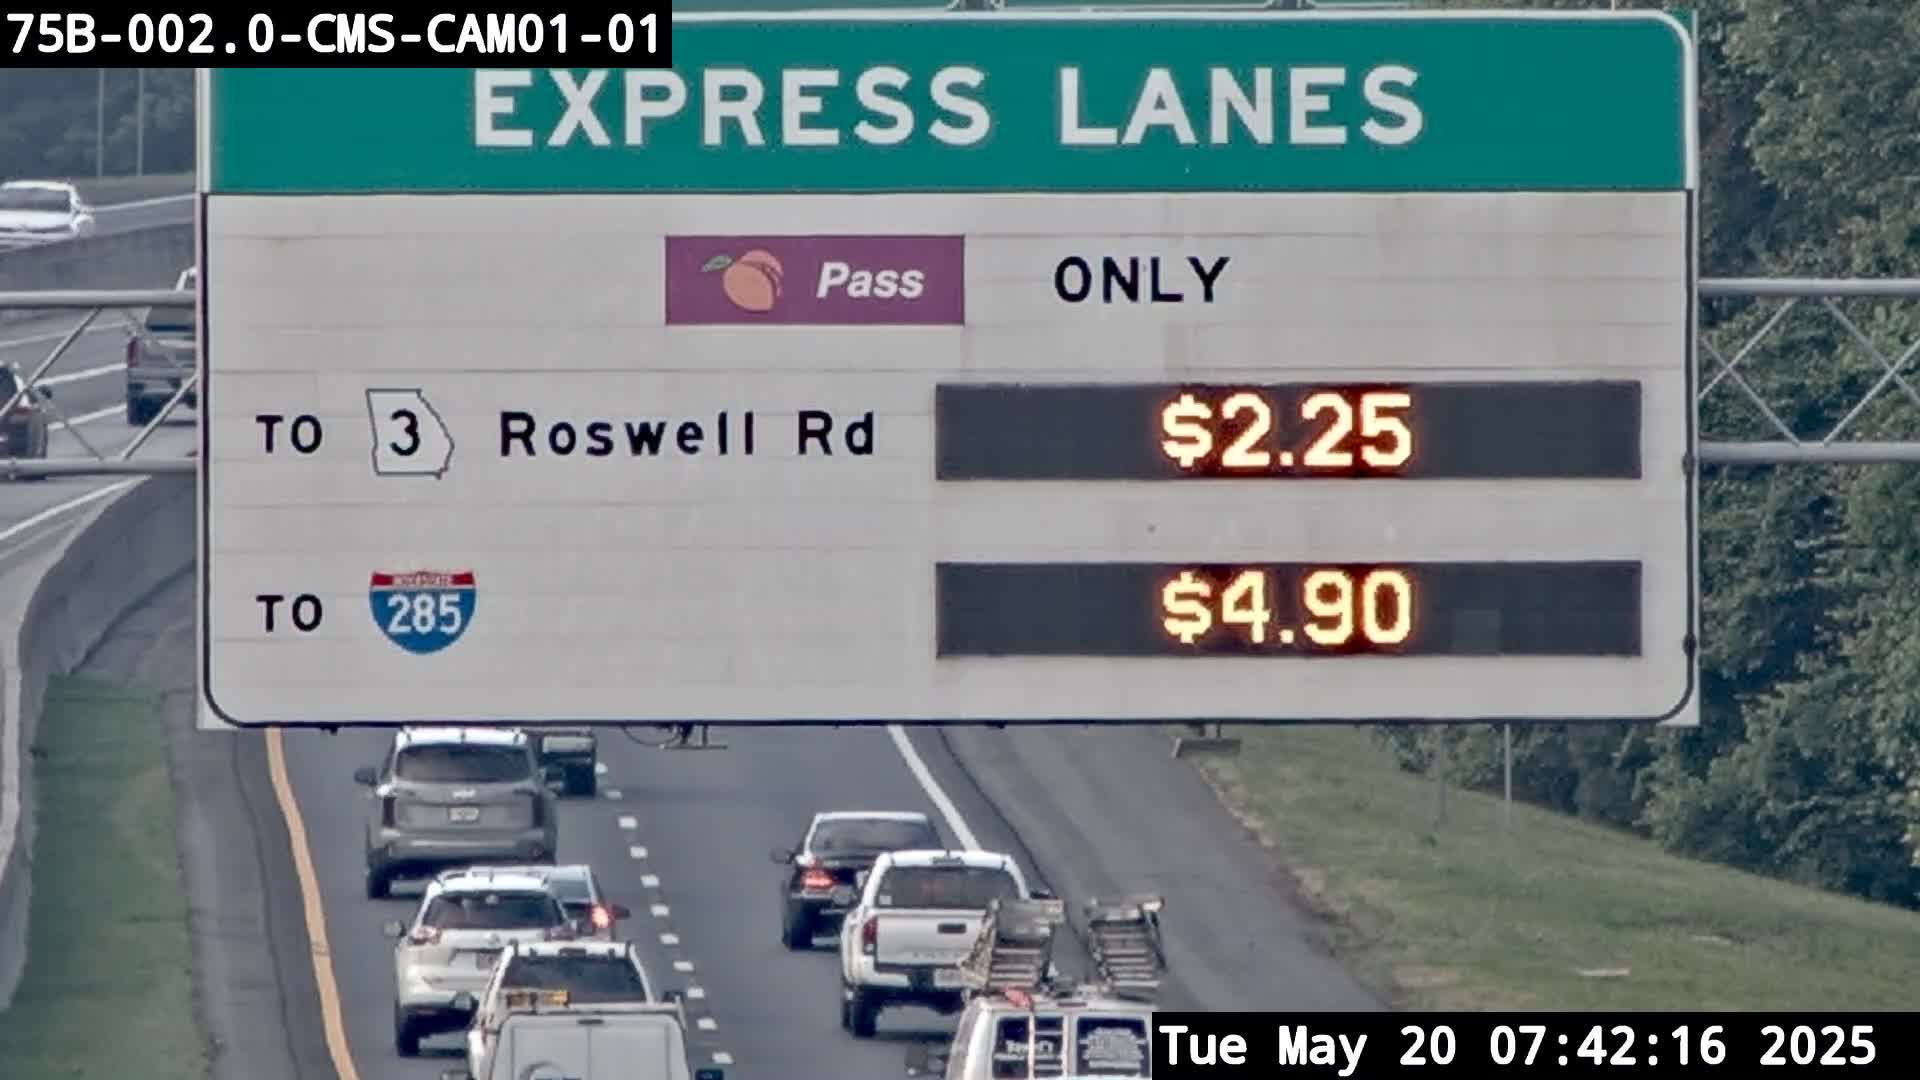 75B-002.0-CMS-CAM01-01
EXPRESS LANES
Pass ONLY
TO 3 Roswell Rd $2.25
TO 285 $4.90
Tue May 20 07:42:16 2025